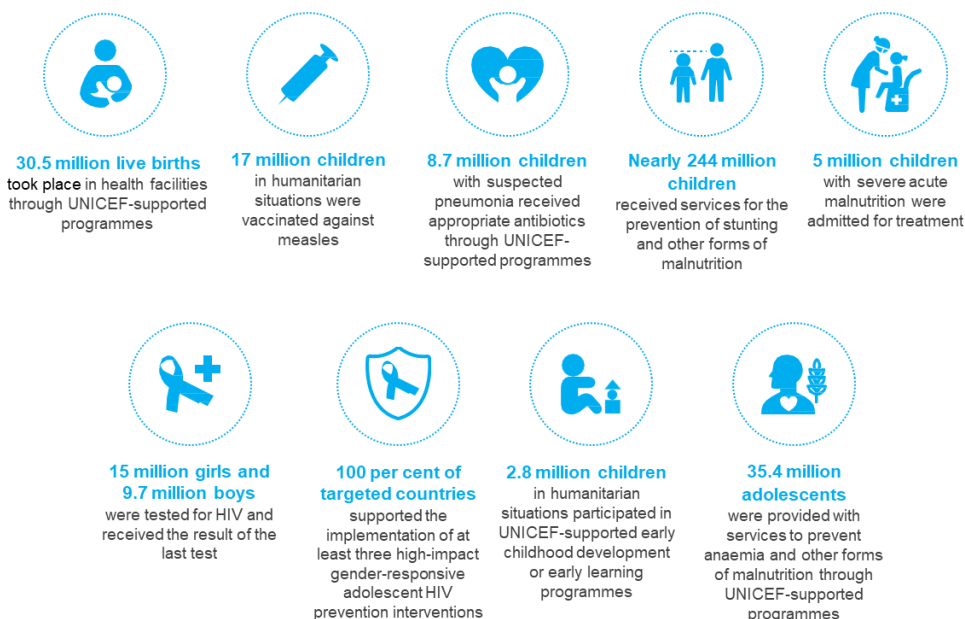 30.5 million live births
took place in health facilities
through UNICEF-supported
programmes
17 million children
in humanitarian
situations were
vaccinated against
measles
8.7 million children
with suspected
pneumonia received
appropriate antibiotics
through UNICEF-
supported programmes
Nearly 244 million
children
received services for the
prevention of stunting
and other forms of
malnutrition
5 million children
with severe acute
malnutrition were
admitted for treatment
15 million girls and
9.7 million boys
were tested for HIV and
received the result of the
last test
100 per cent of
targeted countries
supported the
implementation of at
least three high-impact
gender-responsive
adolescent HIV
prevention interventions
2.8 million children
in humanitarian
situations participated in
UNICEF-supported early
childhood development
or early learning
programmes
35.4 million
adolescents
were provided with
services to prevent
anaemia and other forms
of malnutrition through
UNICEF-supported
programmes